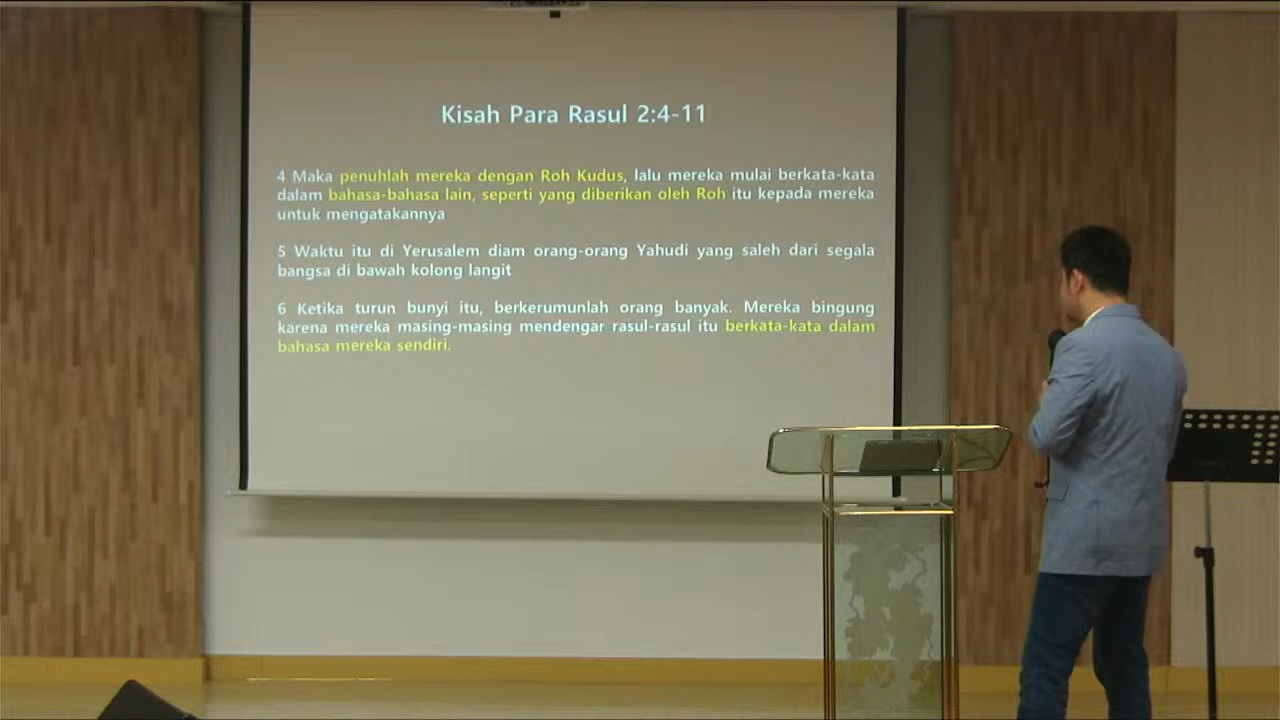 Kisah Para Rasul 2:4-11
4 Maka penuhlah mereka dengan Roh Kudus, lalu mereka mulai berkata-kata
dalam bahasa-bahasa lain, seperti yang diberikan oleh Roh itu kepada mereka
untuk mengatakannya
5 Waktu itu di Yerusalem diam orang-orang Yahudi yang saleh dari segala
bangsa di bawah kolong langit
6 Ketika turun bunyi itu, berkerumunlah orang banyak. Mereka bingung
karena mereka masing-masing mendengar rasul-rasul itu berkata-kata dalam
bahasa mereka sendiri.